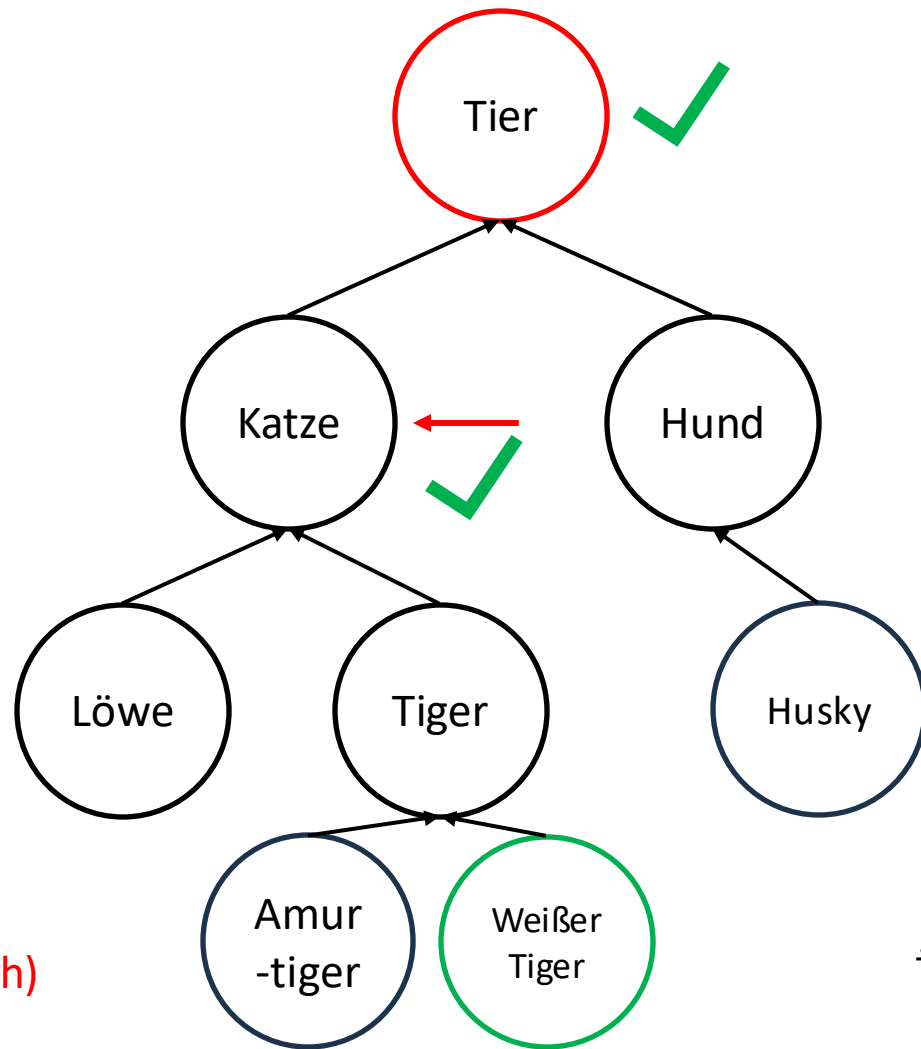 Tier
Katze
Hund
Löwe
Tiger
Husky
Amur
-tiger
Weißer
Tiger
h)